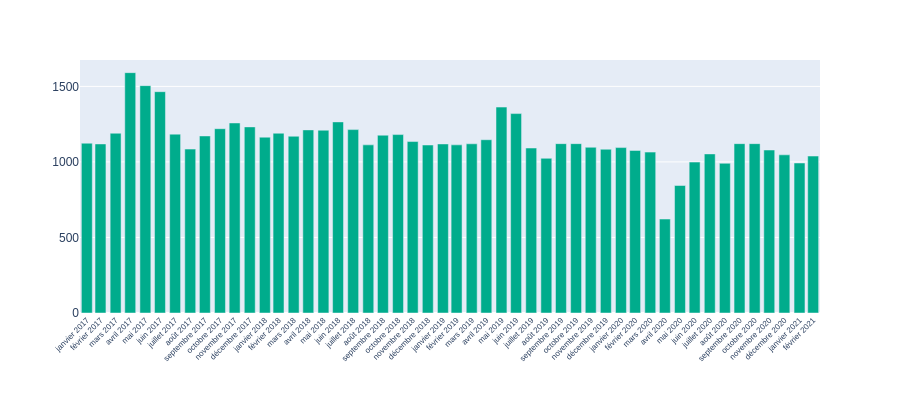 1500
1000
500
0
janvier 2017
février 2017
mars 2017
avril 2017
mai 2017
juin 2017
juillet 2017
août 2017
septembre 2017
octobre 2017
novembre 2017
décembre 2017
janvier 2018
février 2018
mars 2018
avril 2018
mai 2018
juin 2018
juillet 2018
août 2018
septembre 2018
octobre 2018
novembre 2018
décembre 2018
janvier 2019
février 2019
mars 2019
avril 2019
mai 2019
juin 2019
juillet 2019
août 2019
septembre 2019
octobre 2019
novembre 2019
décembre 2019
janvier 2020
février 2020
mars 2020
avril 2020
mai 2020
juin 2020
juillet 2020
août 2020
septembre 2020
octobre 2020
novembre 2020
décembre 2020
janvier 2021
février 2021